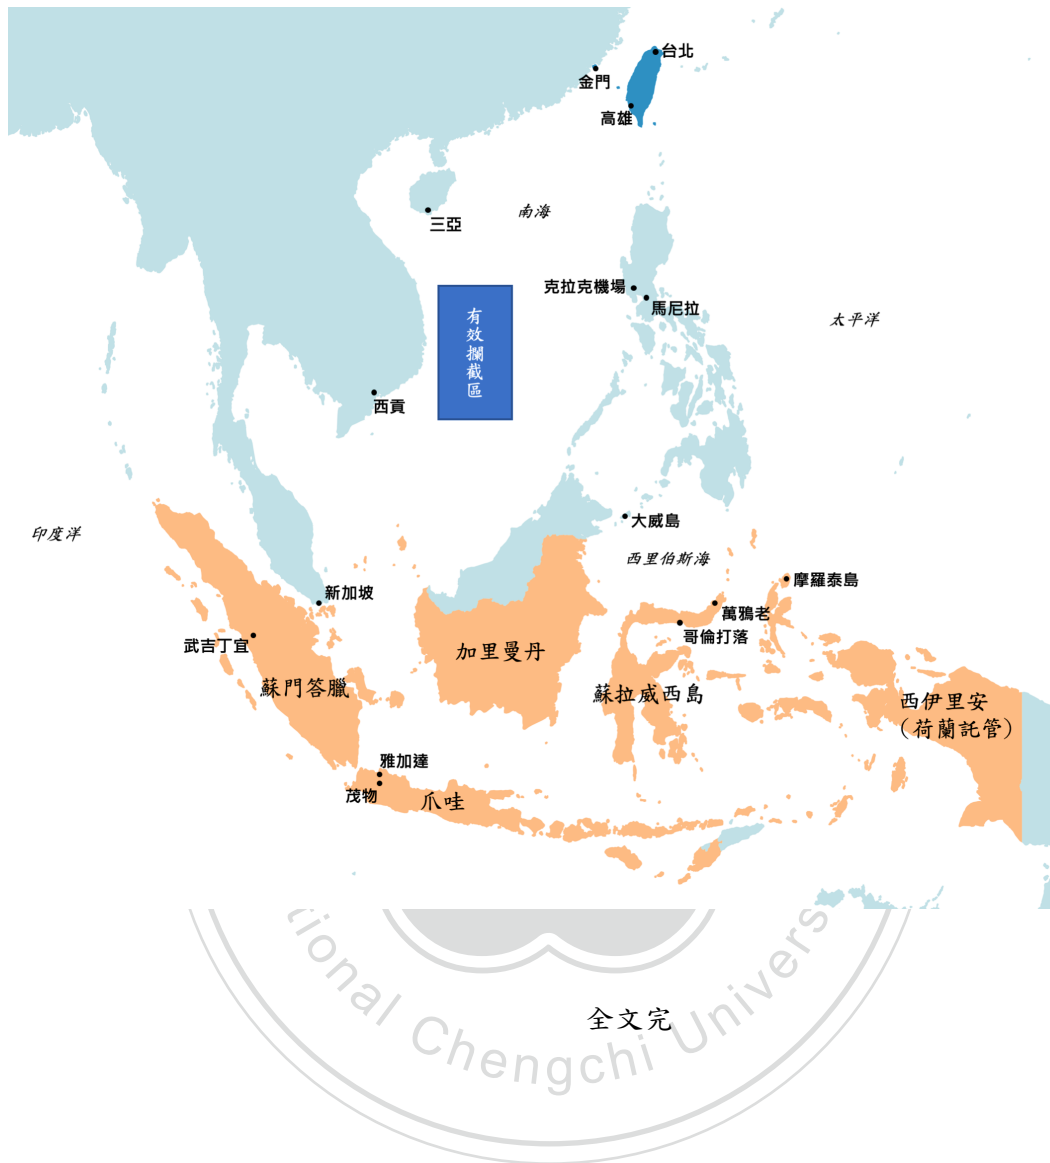 台北
金門
高雄
三亞
南海
克拉克機場
馬尼拉
太平洋
有效攔截區
西貢
大威島
印度洋
西里伯斯海
摩羅泰島
新加坡
萬鴉老
哥倫打落
武吉丁宜
加里曼丹
蘇門答臘
蘇拉威西島
西伊里安
（荷蘭託管）
雅加達
茂物
爪哇
全文完
tional Chengchi Univers